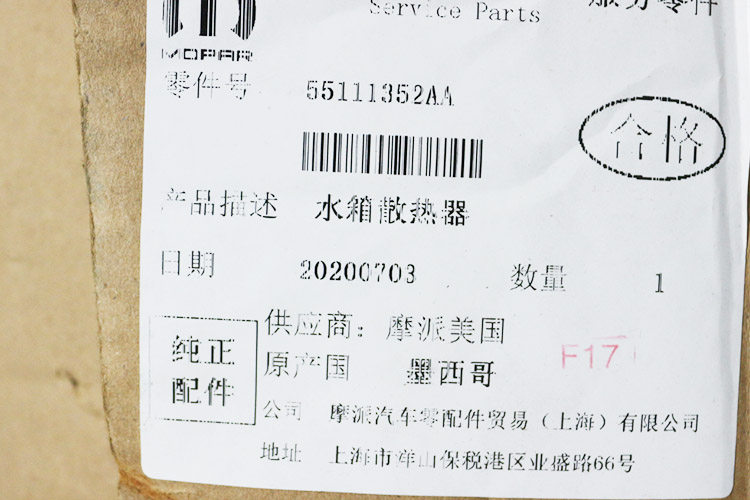 Service Parts
服务零件
MOPAR
零件号 55111352AA
合格
产品描述 水箱散热器
日期 20200703 数量 1
纯正
配件
供应商：摩派美国
原产国 墨西哥
F17
公司 摩派汽车零配件贸易（上海）有限公司
地址 上海市洋山保税港区业盛路66号